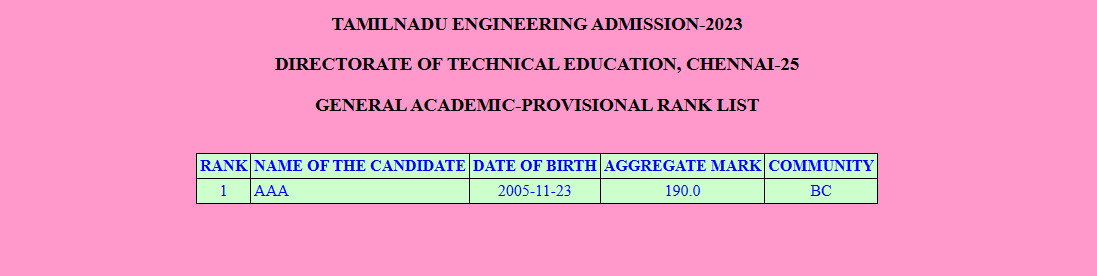 TAMILNADU ENGINEERING ADMISSION-2023
DIRECTORATE OF TECHNICAL EDUCATION, CHENNAI-25
GENERAL ACADEMIC-PROVISIONAL RANK LIST
RANK NAME OF THE CANDIDATE DATE OF BIRTH AGGREGATE MARK COMMUNITY
1 AAA 2005-11-23 190.0 BC